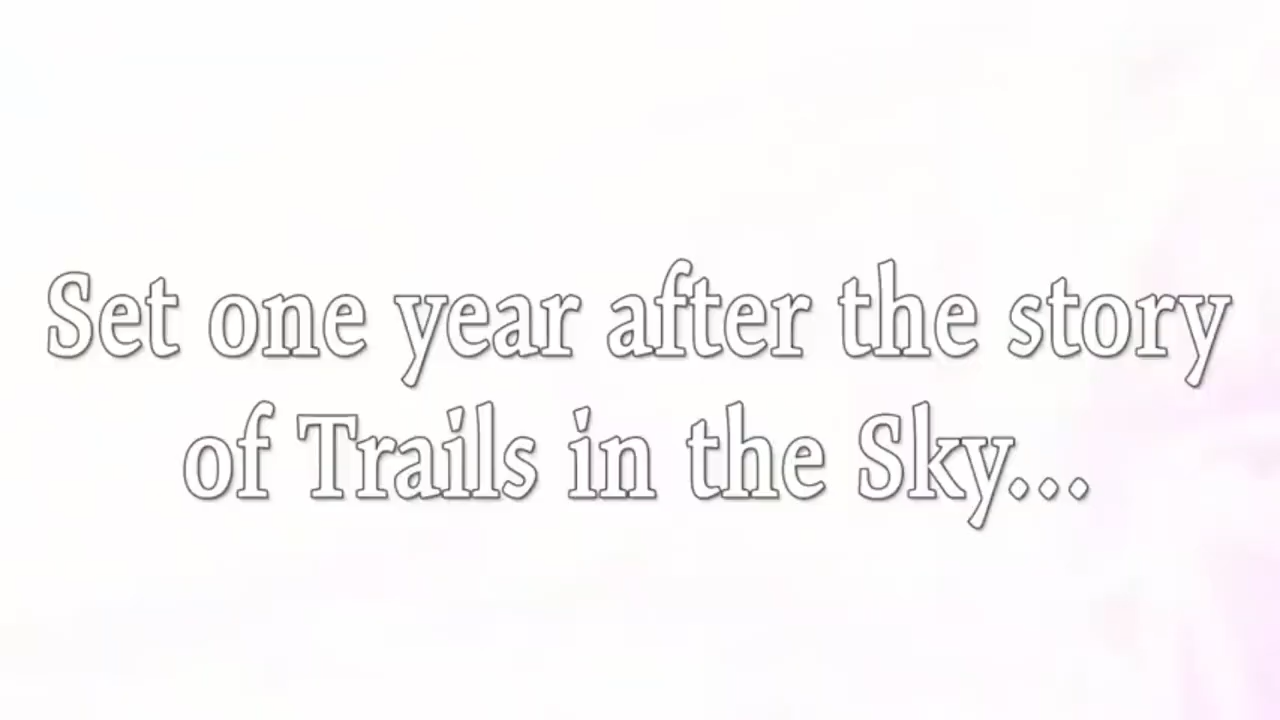 Set one year after the story
of Trails in the Sky...